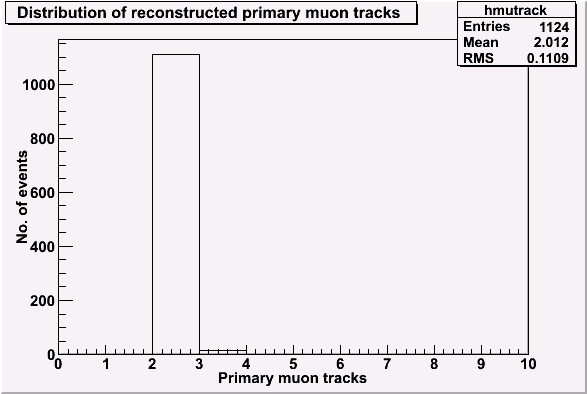 Distribution of reconstructed primary muon tracks
hmutrack
Entries 1124
Mean 2.012
RMS 0.1109
No. of events
1000
800
600
400
200
0
0 1 2 3 4 5 6 7 8 9 10
Primary muon tracks